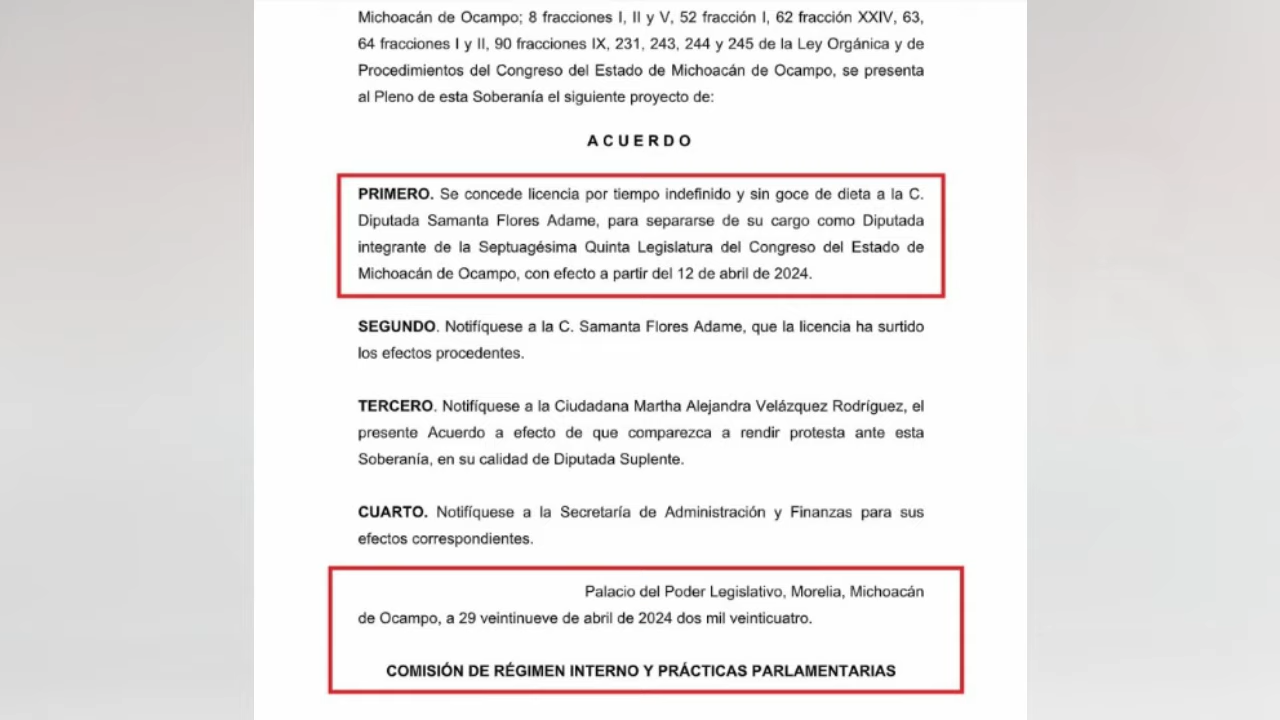 Michoacán de Ocampo; 8 fracciones I, II y V, 52 fracción I, 62 fracción XXIV, 63,
64 fracciones I y II, 90 fracciones IX, 231, 243, 244 y 245 de la Ley Orgánica y de
Procedimientos del Congreso del Estado de Michoacán de Ocampo, se presenta
al Pleno de esta Soberanía el siguiente proyecto de:
A C U E R D O
PRIMERO. Se concede licencia por tiempo indefinido y sin goce de dieta a la C.
Diputada Samanta Flores Adame, para separarse de su cargo como Diputada
integrante de la Septuagésima Quinta Legislatura del Congreso del Estado de
Michoacán de Ocampo, con efecto a partir del 12 de abril de 2024.
SEGUNDO. Notifíquese a la C. Samanta Flores Adame, que la licencia ha surtido
los efectos procedentes.
TERCERO. Notifíquese a la Ciudadana Martha Alejandra Velázquez Rodríguez, el
presente Acuerdo a efecto de que comparezca a rendir protesta ante esta
Soberanía, en su calidad de Diputada Suplente.
CUARTO. Notifíquese a la Secretaría de Administración y Finanzas para sus
efectos correspondientes.
Palacio del Poder Legislativo, Morelia, Michoacán
de Ocampo, a 29 veintinueve de abril de 2024 dos mil veinticuatro.
COMISIÓN DE RÉGIMEN INTERNO Y PRÁCTICAS PARLAMENTARIAS